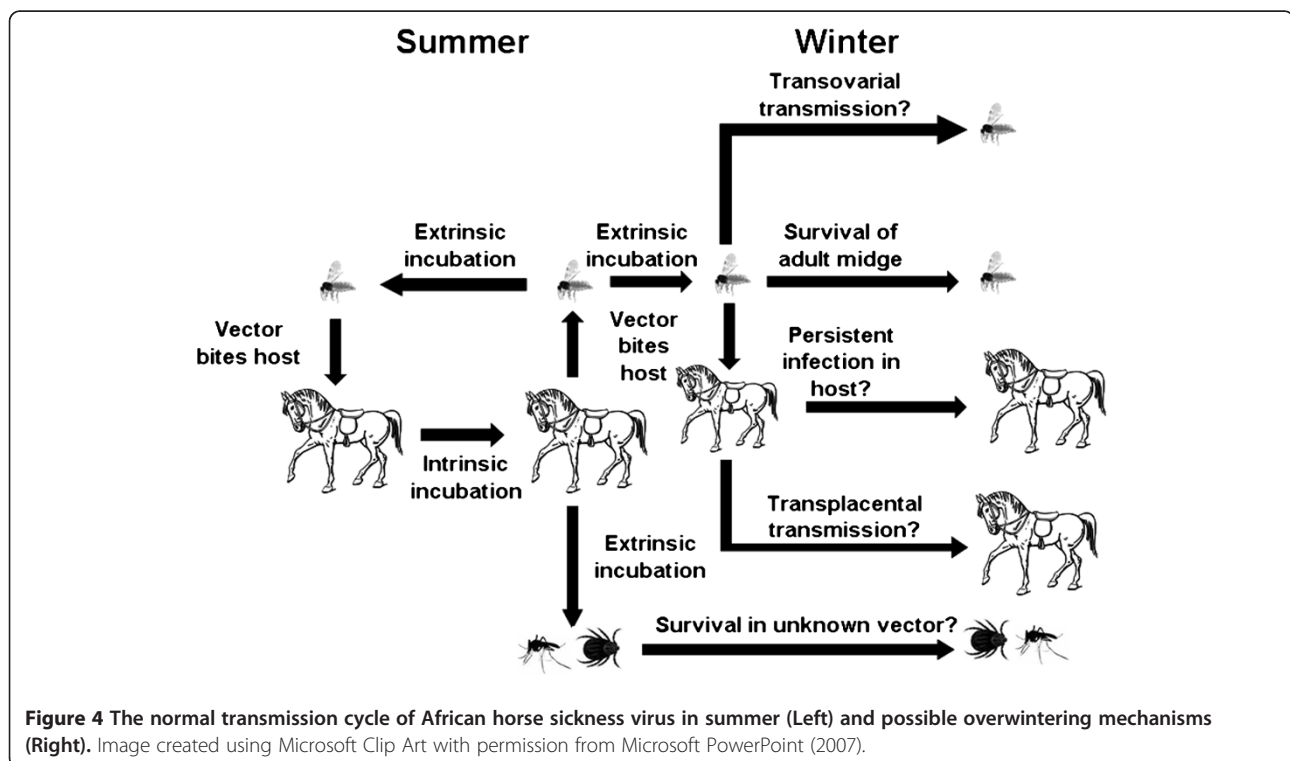 Summer
Winter
Transovarial
transmission?
Extrinsic
incubation
Extrinsic
incubation
Survival of
adult midge
Vector
bites host
Vector
bites
host
Persistent
infection in
host?
Intrinsic
incubation
Transplacental
transmission?
Extrinsic
incubation
Survival in unknown vector?
Figure 4 The normal transmission cycle of African horse sickness virus in summer (Left) and possible overwintering mechanisms
(Right). Image created using Microsoft Clip Art with permission from Microsoft PowerPoint (2007).